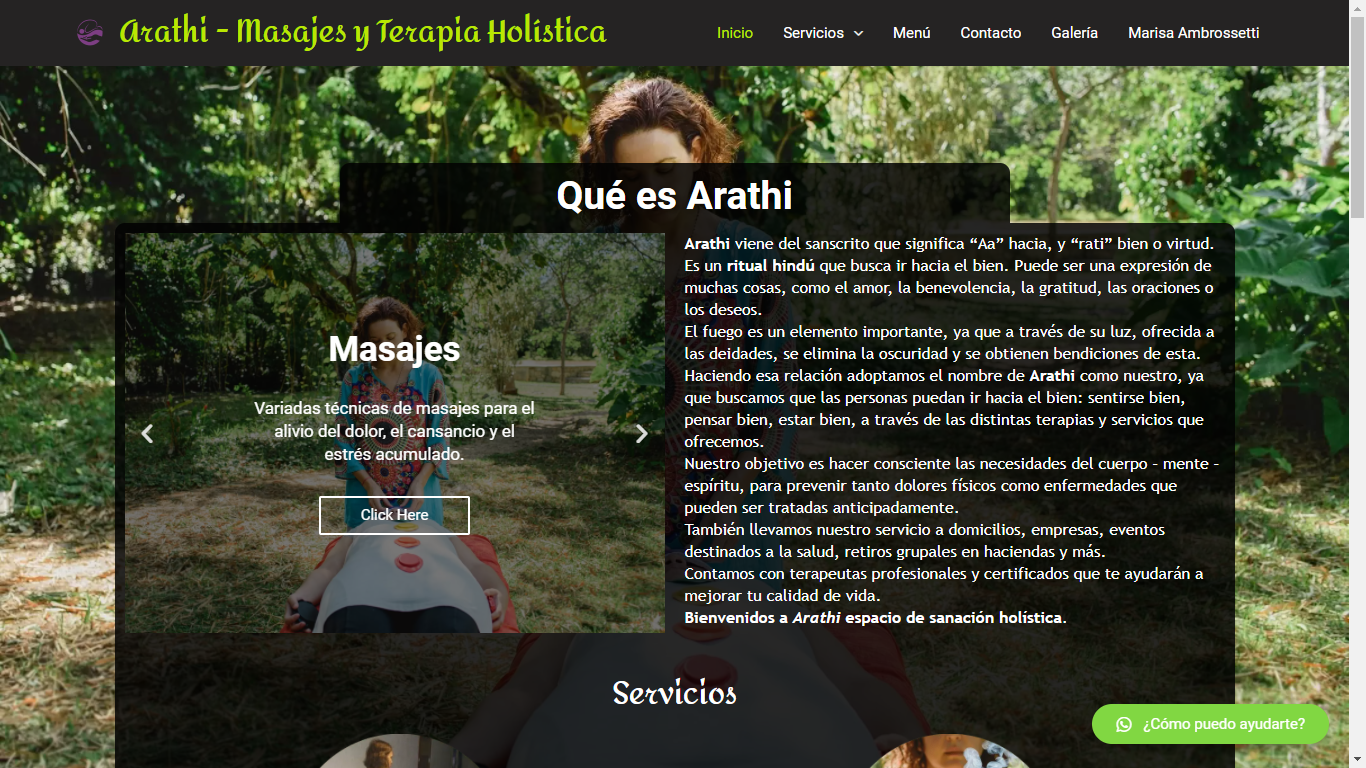 Arathi - Masajes y Terapia Holística
Inicio
Servicios
Menú
Contacto
Galería
Marisa Ambrossetti
Qué es Arathi
Masajes
Variadas técnicas de masajes para el
alivio del dolor, el cansancio y el
estrés acumulado.
Click Here
Arathi viene del sanscrito que significa “Aa” hacia, y “rati” bien o virtud.
Es un ritual hindú que busca ir hacia el bien. Puede ser una expresión de
muchas cosas, como el amor, la benevolencia, la gratitud, las oraciones o
los deseos.
El fuego es un elemento importante, ya que a través de su luz, ofrecida a
las deidades, se elimina la oscuridad y se obtienen bendiciones de esta.
Haciendo esa relación adoptamos el nombre de Arathi como nuestro, ya
que buscamos que las personas puedan ir hacia el bien: sentirse bien,
pensar bien, estar bien, a través de las distintas terapias y servicios que
ofrecemos.
Nuestro objetivo es hacer consciente las necesidades del cuerpo – mente –
espíritu, para prevenir tanto dolores físicos como enfermedades que
pueden ser tratadas anticipadamente.
También llevamos nuestro servicio a domicilios, empresas, eventos
destinados a la salud, retiros grupales en haciendas y más.
Contamos con terapeutas profesionales y certificados que te ayudarán a
mejorar tu calidad de vida.
Bienvenidos a Arathi espacio de sanación holística.
Servicios
¿Cómo puedo ayudarte?